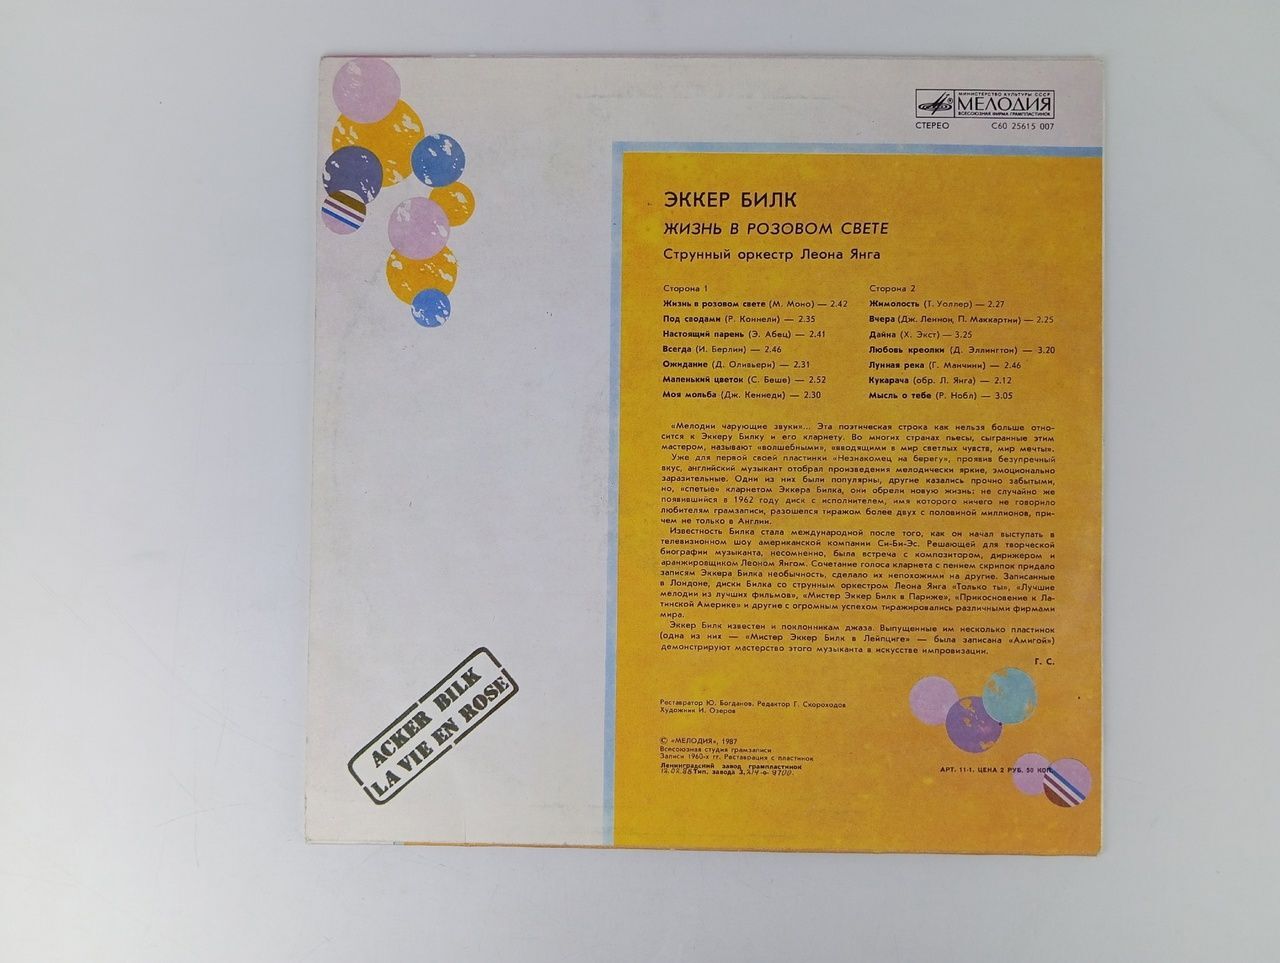 МИНИСТЕРСТВО КУЛЬТУРЫ СССР
МЕЛОДИЯ
ВСЕСОЮЗНАЯ ФИРМА ГРАМПЛАСТИНОК
СТЕРЕО С60 25615 007
ЭККЕР БИЛК
ЖИЗНЬ В РОЗОВОМ СВЕТЕ
Струнный оркестр Леона Янга
Сторона 1
Жизнь в розовом свете (М. Моно) — 2.42
Под сводами (Р. Коннели) — 2.35
Настоящий парень (Э. Абец) — 2.41
Всегда (И. Берлин) — 2.46
Ожидание (Д. Оливьери) — 2.31
Маленький цветок (С. Беше) — 2.52
Моя мольба (Дж. Кеннеди) — 2.30
Сторона 2
Жимолость (Т. Уоллер) — 2.27
Вчера (Дж. Леннон, П. Маккартни) — 2.25
Дайна (Х. Экст) — 3.25
Любовь креолки (Д. Эллингтон) — 3.20
Лунная река (Г. Манчини) — 2.46
Кукарача (обр. Л. Янга) — 2.12
Мысль о тебе (Р. Нобл) — 3.05
«Мелодии чарующие звуки»... Эта поэтическая строка как нельзя больше отно-
сится к Эккеру Билку и его кларнету. Во многих странах пьесы, сыгранные этим
мастером, называют «волшебными», «вводящими в мир светлых чувств, мир мечты».
Уже для первой своей пластинки «Незнакомец на берегу», проявив безупречный
вкус, английский музыкант отобрал произведения мелодически яркие, эмоционально
заразительные. Одни из них были популярны, другие казались прочно забытыми,
но, «спетые» кларнетом Эккера Билка, они обрели новую жизнь: не случайно же
появившийся в 1962 году диск с исполнителем, имя которого ничего не говорило
любителям грамзаписи, разошелся тиражом более двух с половиной миллионов, при-
чем не только в Англии.
Известность Билка стала международной после того, как он начал выступать в
телевизионном шоу американской компании Си-Би-Эс. Решающей для творческой
биографии музыканта, несомненно, была встреча с композитором, дирижером и
аранжировщиком Леоном Янгом. Сочетание голоса кларнета с пением скрипок придало
записям Эккера Билка необычность, сделало их непохожими на другие. Записанные
в Лондоне, диски Билка со струнным оркестром Леона Янга «Только ты», «Лучшие
мелодии из лучших фильмов», «Мистер Эккер Билк в Париже», «Прикосновение к Ла-
тинской Америке» и другие с огромным успехом тиражировались различными фирмами
мира.
Эккер Билк известен и поклонникам джаза. Выпущенные им несколько пластинок
(одна из них — «Мистер Эккер Билк в Лейпциге» — была записана «Амигой»)
демонстрируют мастерство этого музыканта в искусстве импровизации.
Г. С.
Реставратор Ю. Богданов. Редактор Г. Скороходов
Художник И. Озеров
© «МЕЛОДИЯ», 1987
Всесоюзная студия грамзаписи
Записи 1960-х гг. Реставрация с пластинок
Ленинградский завод грампластинок
Тип. завода
АРТ. 11-1. ЦЕНА 2 РУБ. 50 КОП.
ACKER BILK
LA VIE EN ROSE